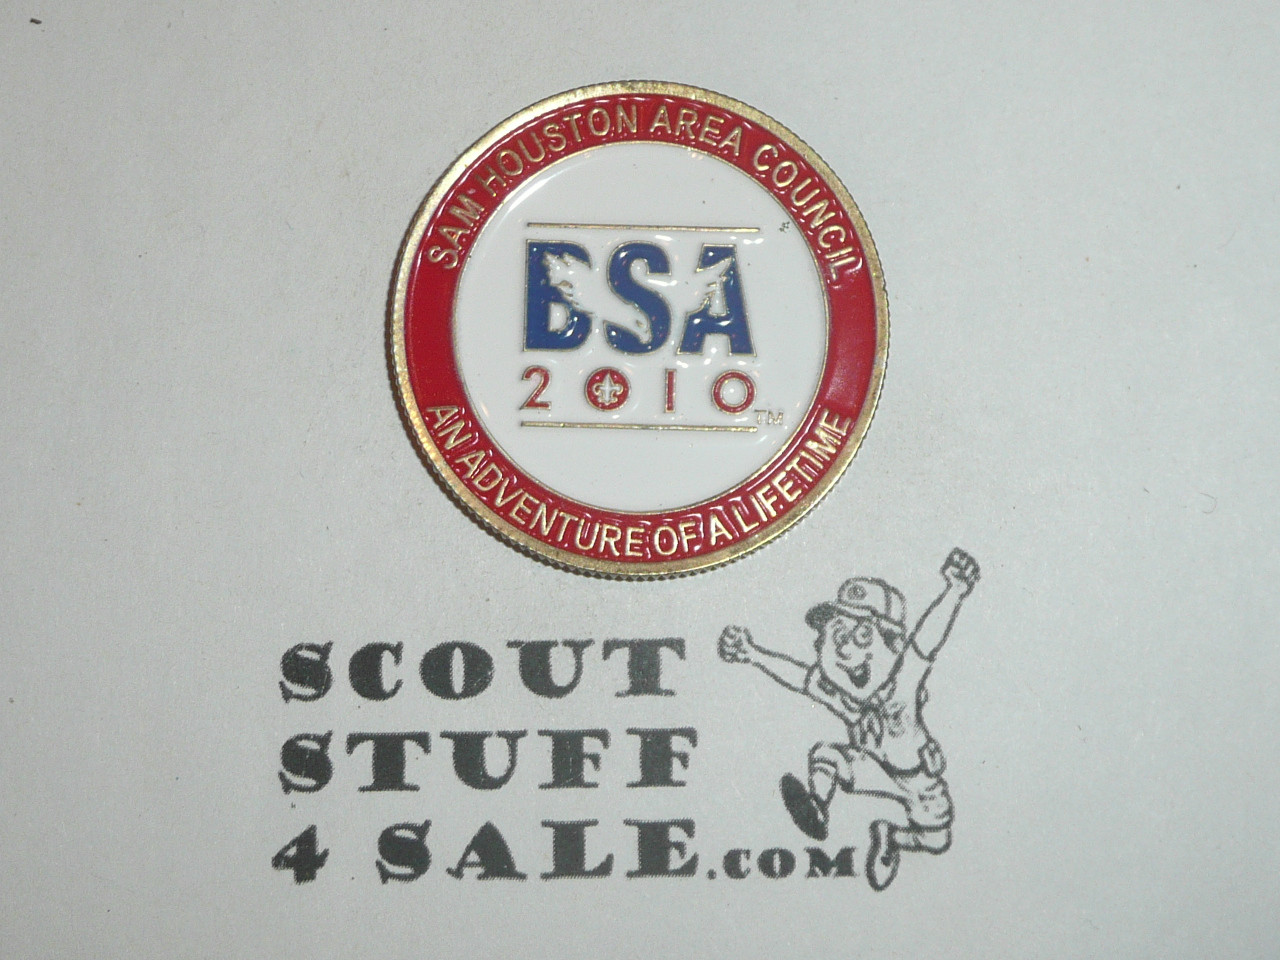 SAM HOUSTON AREA COUNCIL
BSA
2010
TM
AN ADVENTURE OF A LIFETIME
SCOUT
STUFF
4 SALE.COM